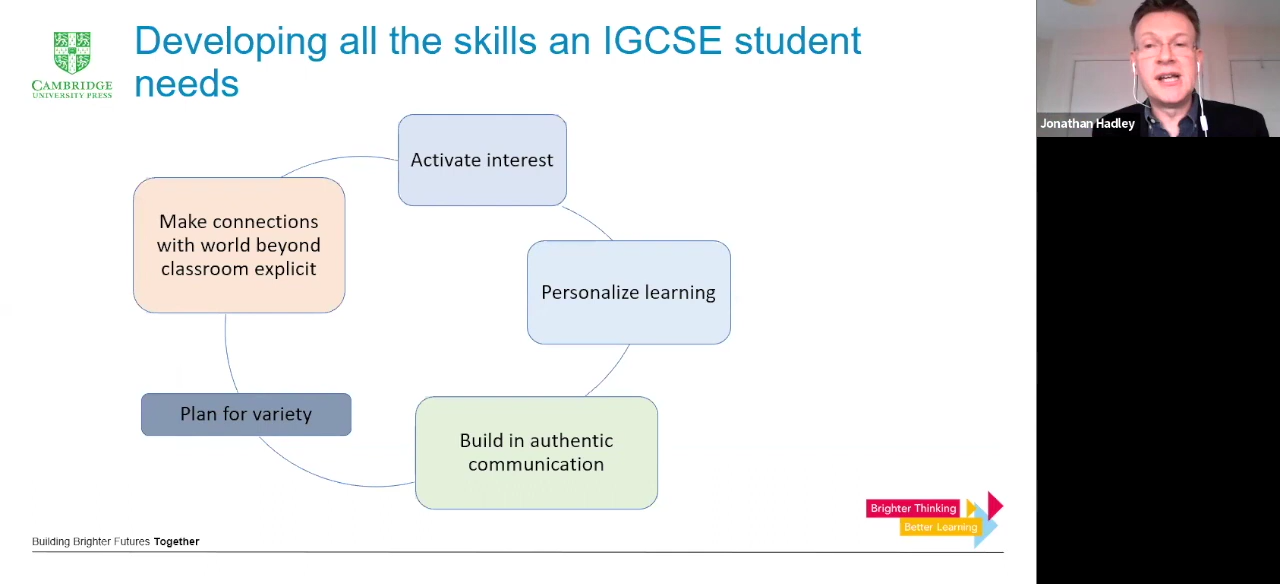 Developing all the skills an IGCSE student
needs
CAMBRIDGE
UNIVERSITY PRESS
Activate interest
Make connections
with world beyond
classroom explicit
Personalize learning
Plan for variety
Build in authentic
communication
Brighter Thinking
Better Learning
Building Brighter Futures Together
Jonathan Hadley